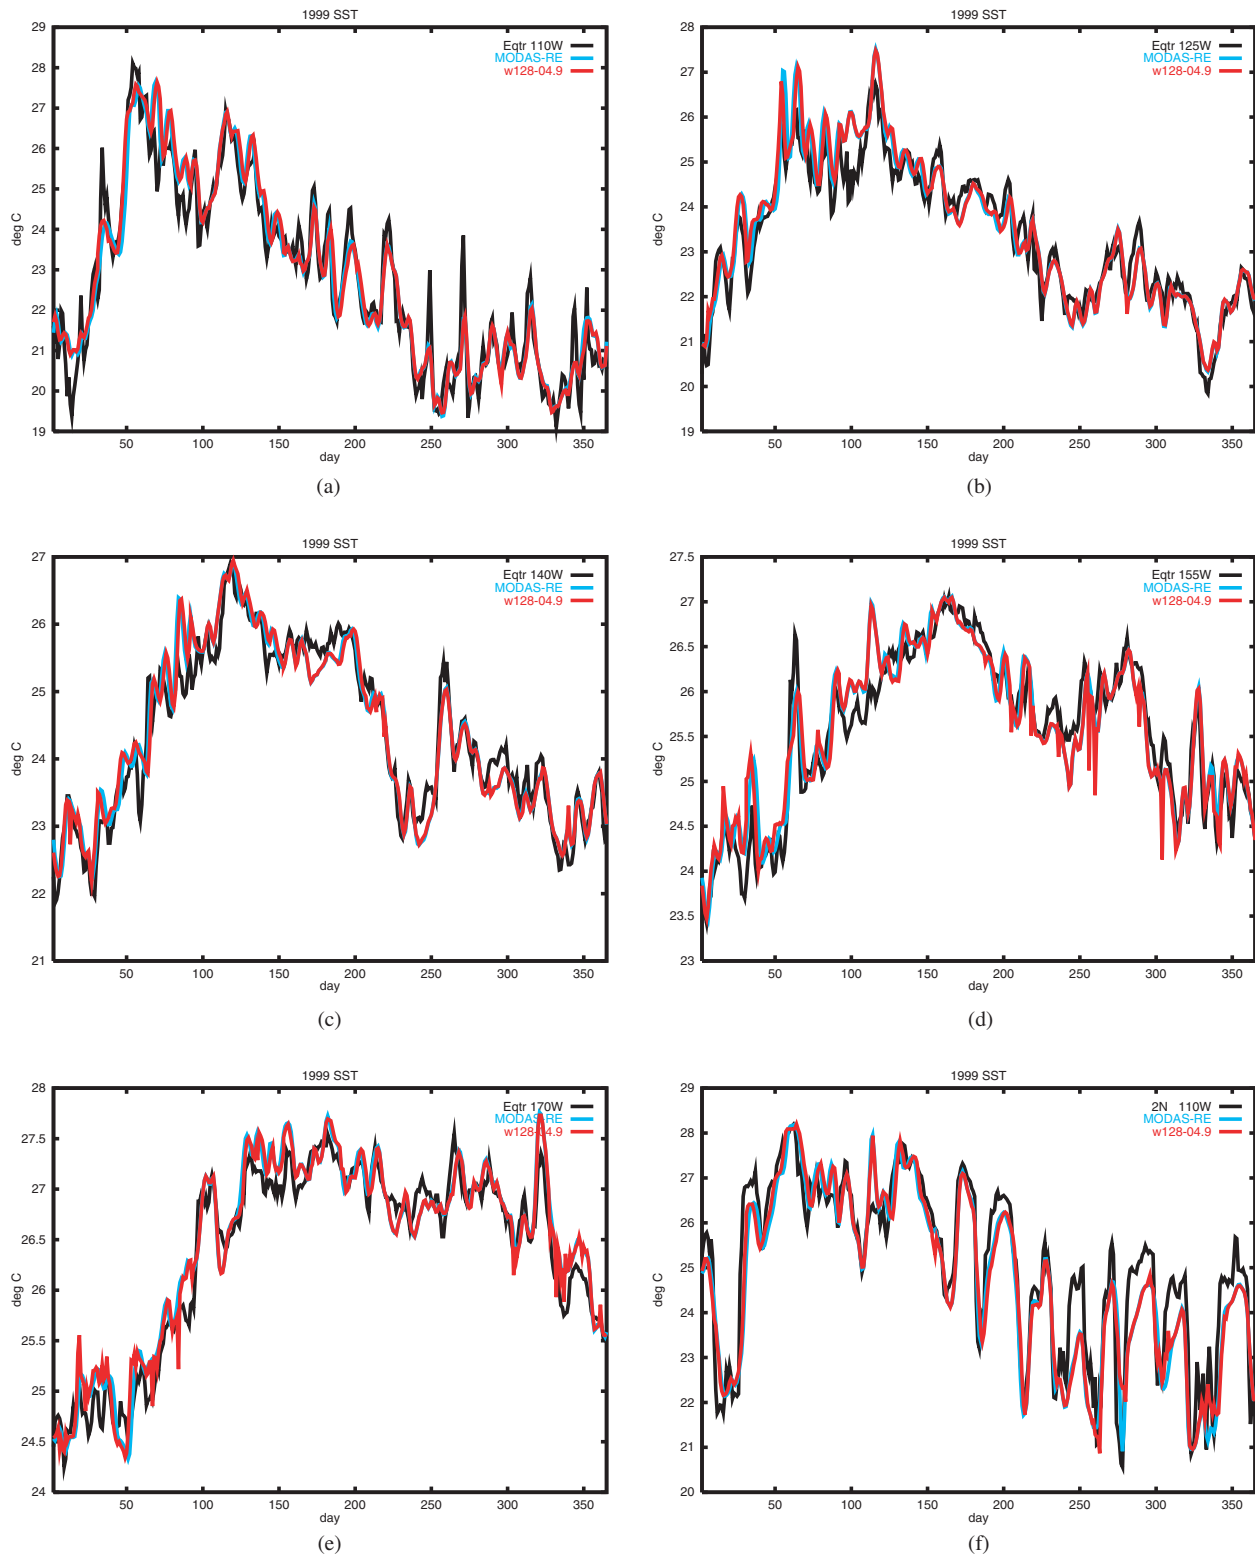 1999 SST
29
28
27
26
25
24
23
22
21
20
19
deg C
Eqtr 110W
MODAS-RE
w128-04.9
50 100 150 200 250 300 350
day
(a)
1999 SST
28
27
26
25
24
23
22
21
20
19
deg C
Eqtr 125W
MODAS-RE
w128-04.9
50 100 150 200 250 300 350
day
(b)
1999 SST
27
26
25
24
23
22
21
deg C
Eqtr 140W
MODAS-RE
w128-04.9
50 100 150 200 250 300 350
day
(c)
1999 SST
27.5
27
26.5
26
25.5
25
24.5
24
23.5
23
deg C
Eqtr 155W
MODAS-RE
w128-04.9
50 100 150 200 250 300 350
day
(d)
1999 SST
28
27.5
27
26.5
26
25.5
25
24.5
24
deg C
Eqtr 170W
MODAS-RE
w128-04.9
50 100 150 200 250 300 350
day
(e)
1999 SST
29
28
27
26
25
24
23
22
21
20
deg C
2N 110W
MODAS-RE
w128-04.9
50 100 150 200 250 300 350
day
(f)